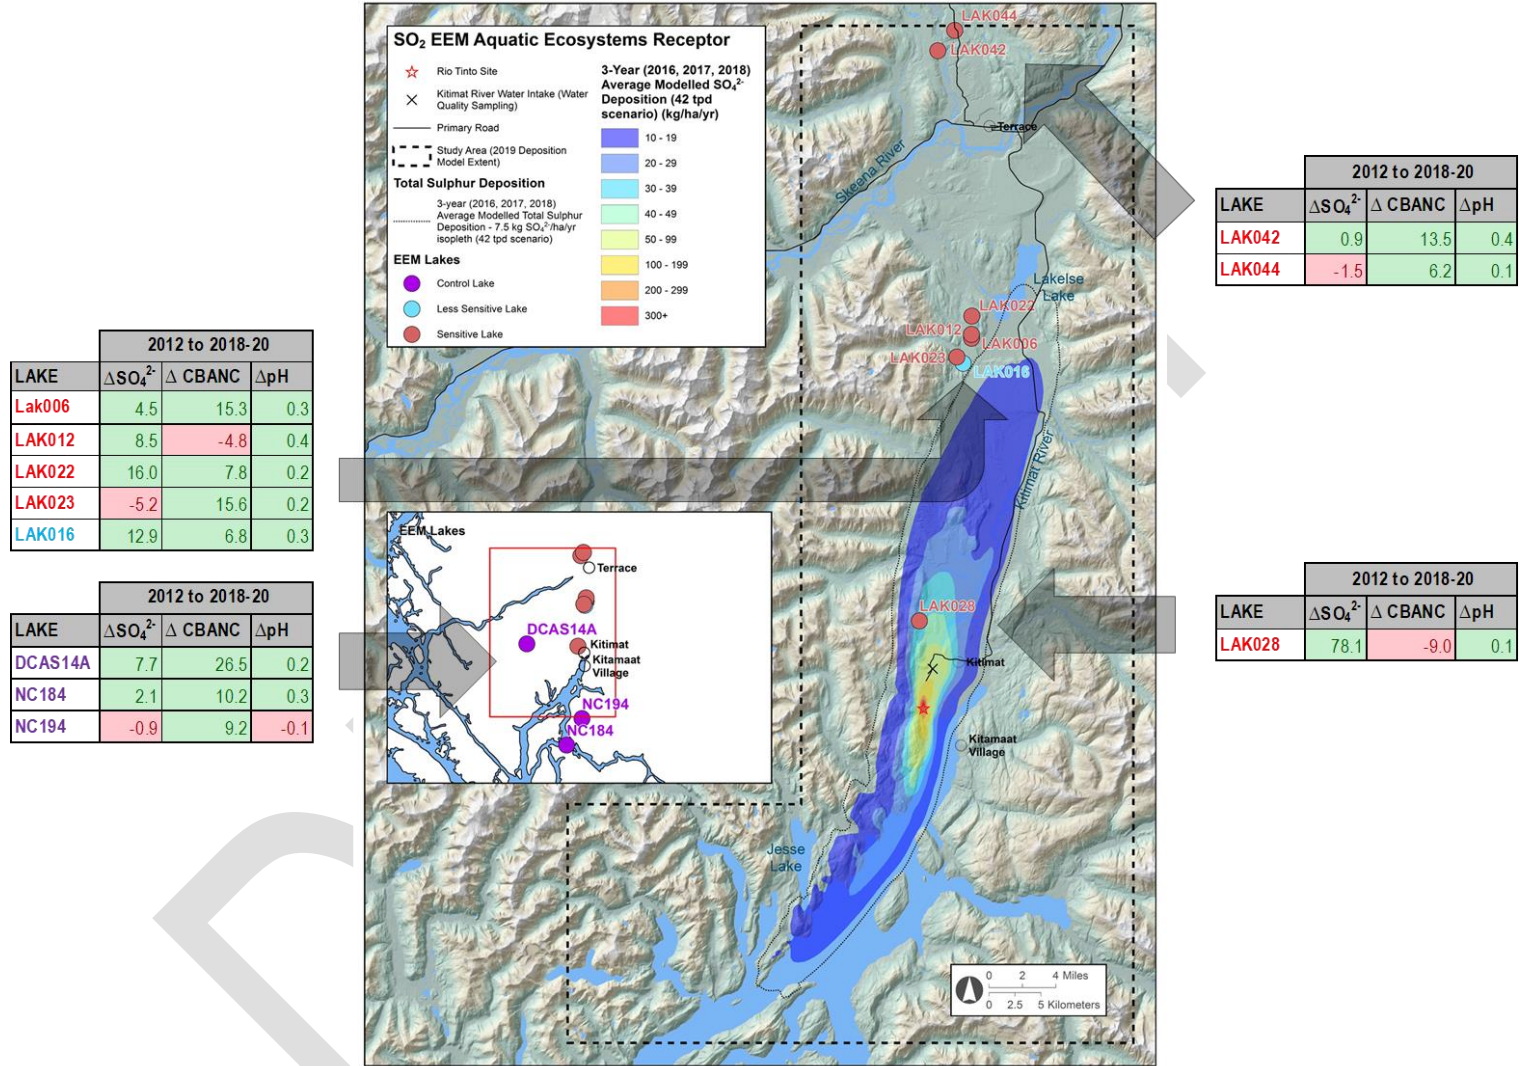 SO₂ EEM Aquatic Ecosystems Receptor
Rio Tinto Site
Kitimat River Water Intake (Water
Quality Sampling)
Primary Road
Study Area (2019 Deposition
Model Extent)
Total Sulphur Deposition
3-year (2016, 2017, 2018)
Average Modelled Total Sulphur
Deposition - 7.5 kg SO₄²⁻/ha/yr
isopleth (42 tpd scenario)
EEM Lakes
Control Lake
Less Sensitive Lake
Sensitive Lake
3-Year (2016, 2017, 2018)
Average Modelled SO₄²⁻
Deposition (42 tpd
scenario) (kg/ha/yr)
10 - 19
20 - 29
30 - 39
40 - 49
50 - 99
100 - 199
200 - 299
300+
LAK044
LAK042
Terrace
Skeena River
Lakelse
Lake
LAK022
LAK012
LAK006
LAK023
LAK016
Kitimat River
LAK028
Kitimat
Kitamaat
Village
Jesse
Lake
0 2 4 Miles
0 2.5 5 Kilometers
EEM Lakes
Terrace
DCAS14A
Kitimat
Kitamaat
Village
NC194
NC184
2012 to 2018-20
LAKE ΔSO₄²⁻ Δ CBANC ΔpH
Lak006 4.5 15.3 0.3
LAK012 8.5 -4.8 0.4
LAK022 16.0 7.8 0.2
LAK023 -5.2 15.6 0.2
LAK016 12.9 6.8 0.3
2012 to 2018-20
LAKE ΔSO₄²⁻ Δ CBANC ΔpH
DCAS14A 7.7 26.5 0.2
NC184 2.1 10.2 0.3
NC194 -0.9 9.2 -0.1
2012 to 2018-20
LAKE ΔSO₄²⁻ Δ CBANC ΔpH
LAK042 0.9 13.5 0.4
LAK044 -1.5 6.2 0.1
2012 to 2018-20
LAKE ΔSO₄²⁻ Δ CBANC ΔpH
LAK028 78.1 -9.0 0.1